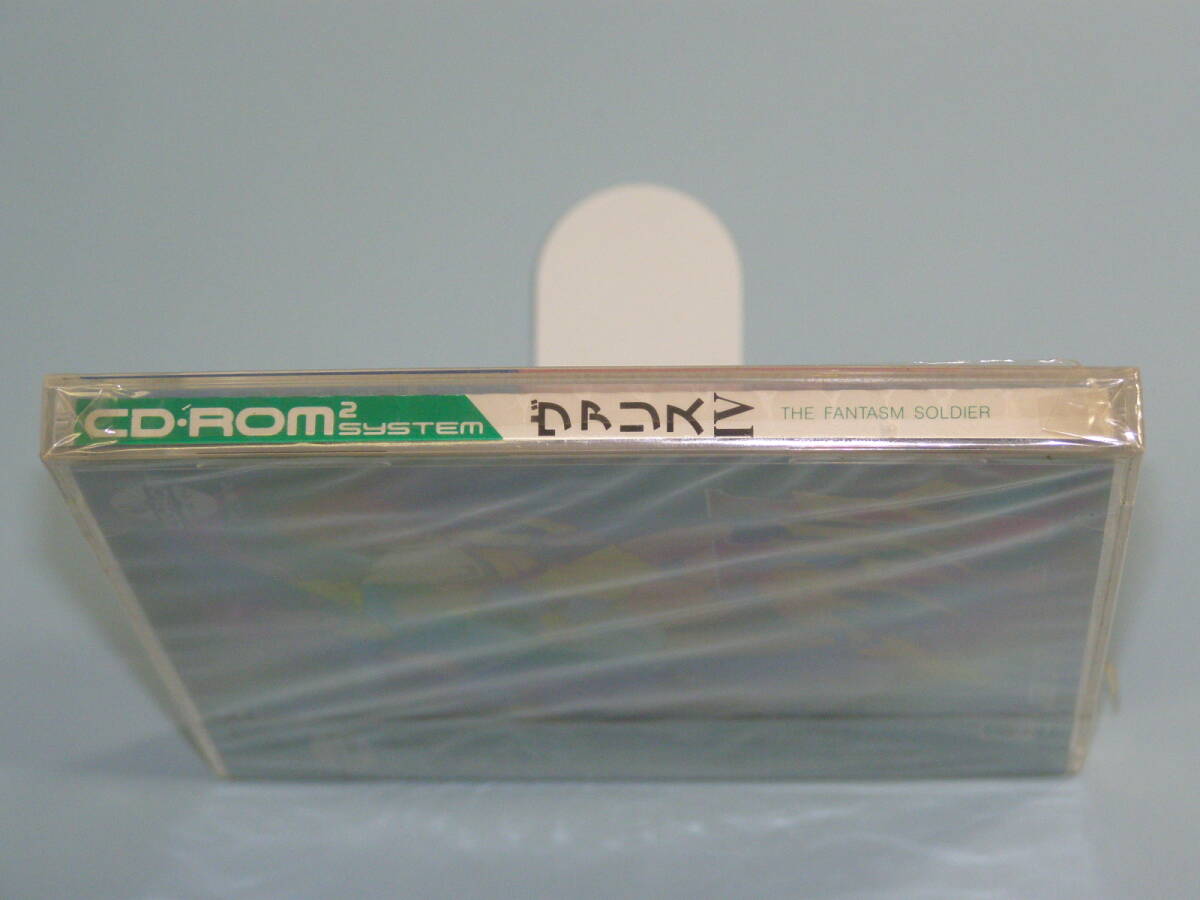 CD-ROM² SYSTEM
ヴァリスIV THE FANTASM SOLDIER